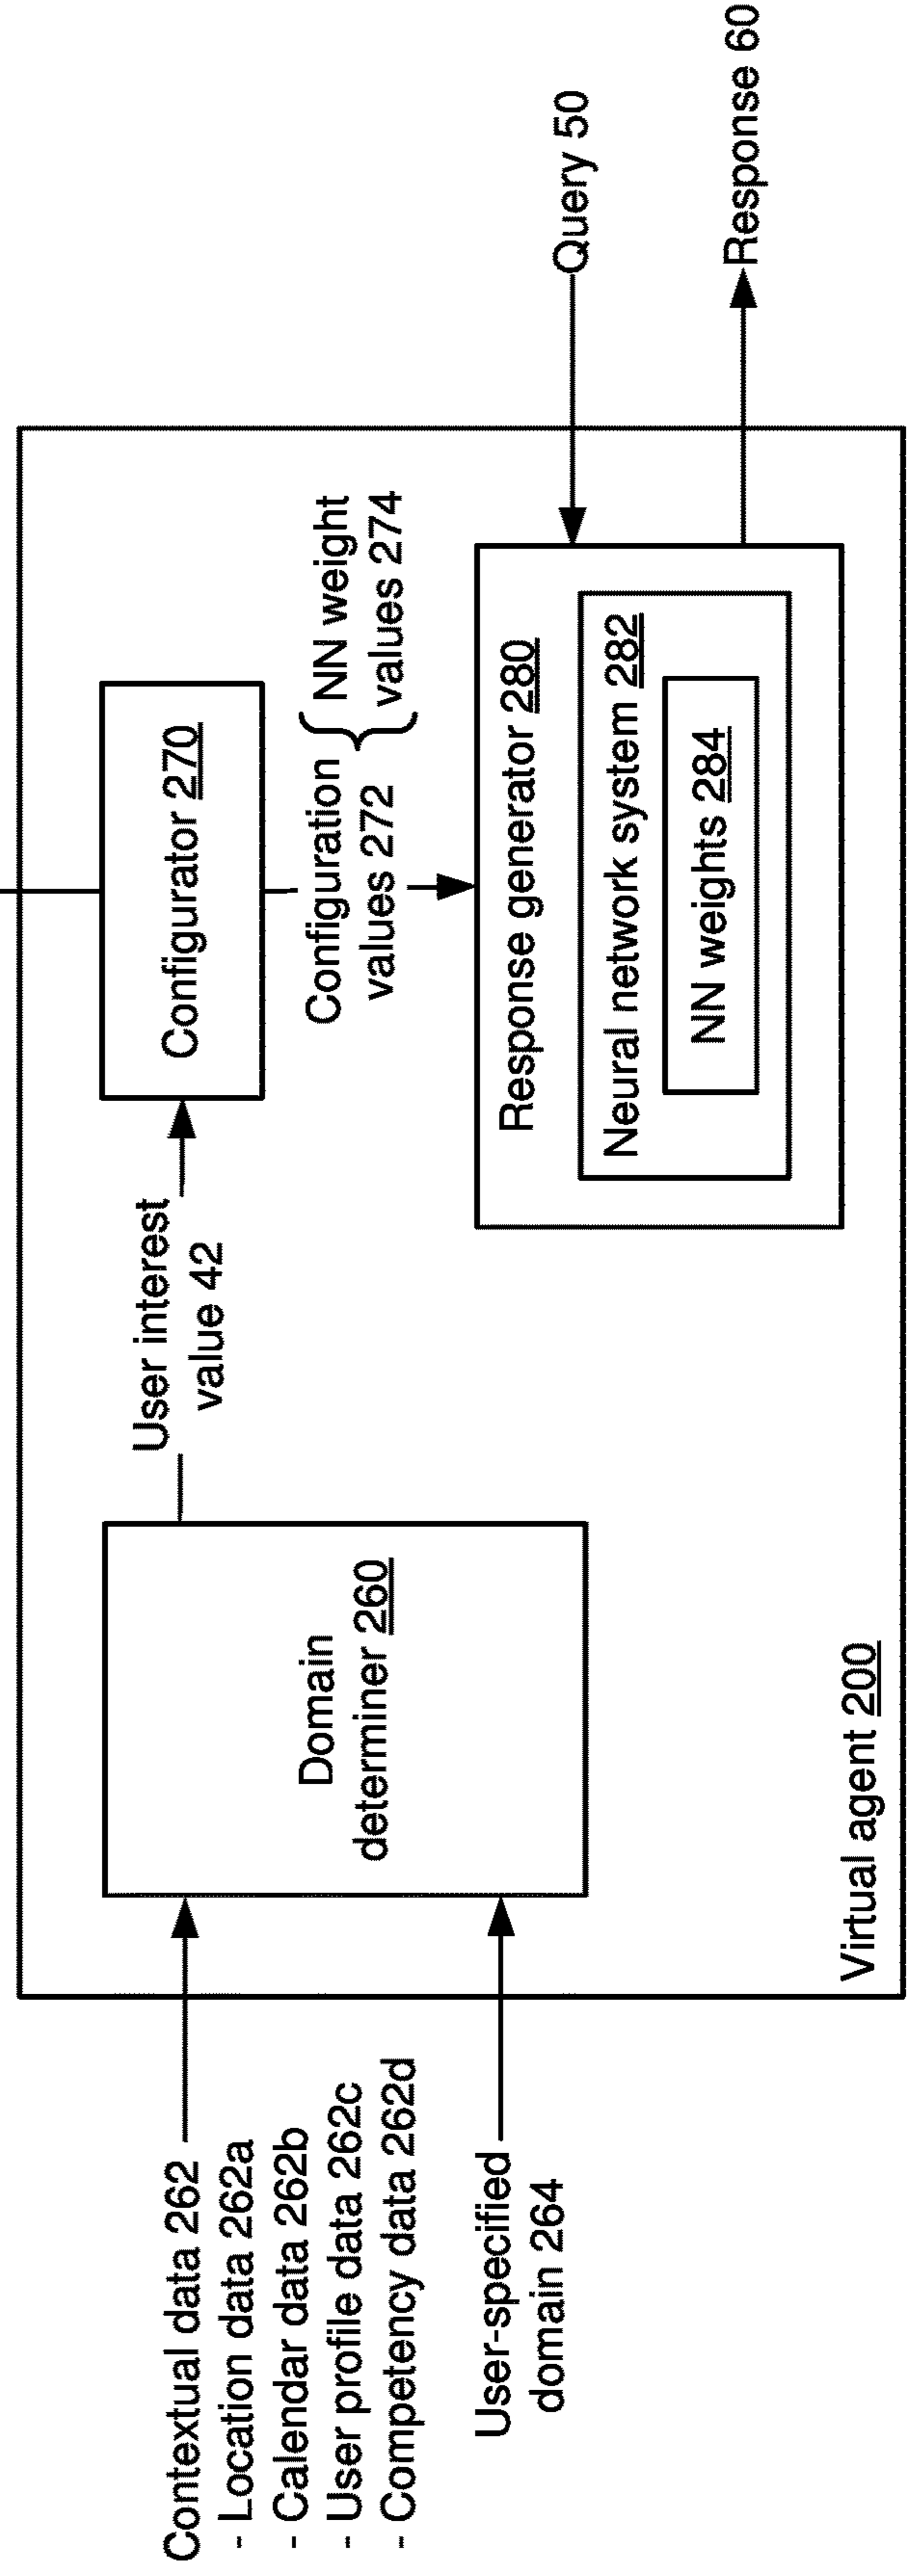 Contextual data 262
- Location data 262a
- Calendar data 262b
- User profile data 262c
- Competency data 262d
User-specified
domain 264
Domain
determiner 260
User interest
value 42
Configurator 270
Configuration
values 272
NN weight
values 274
Response generator 280
Neural network system 282
NN weights 284
Query 50
Response 60
Virtual agent 200